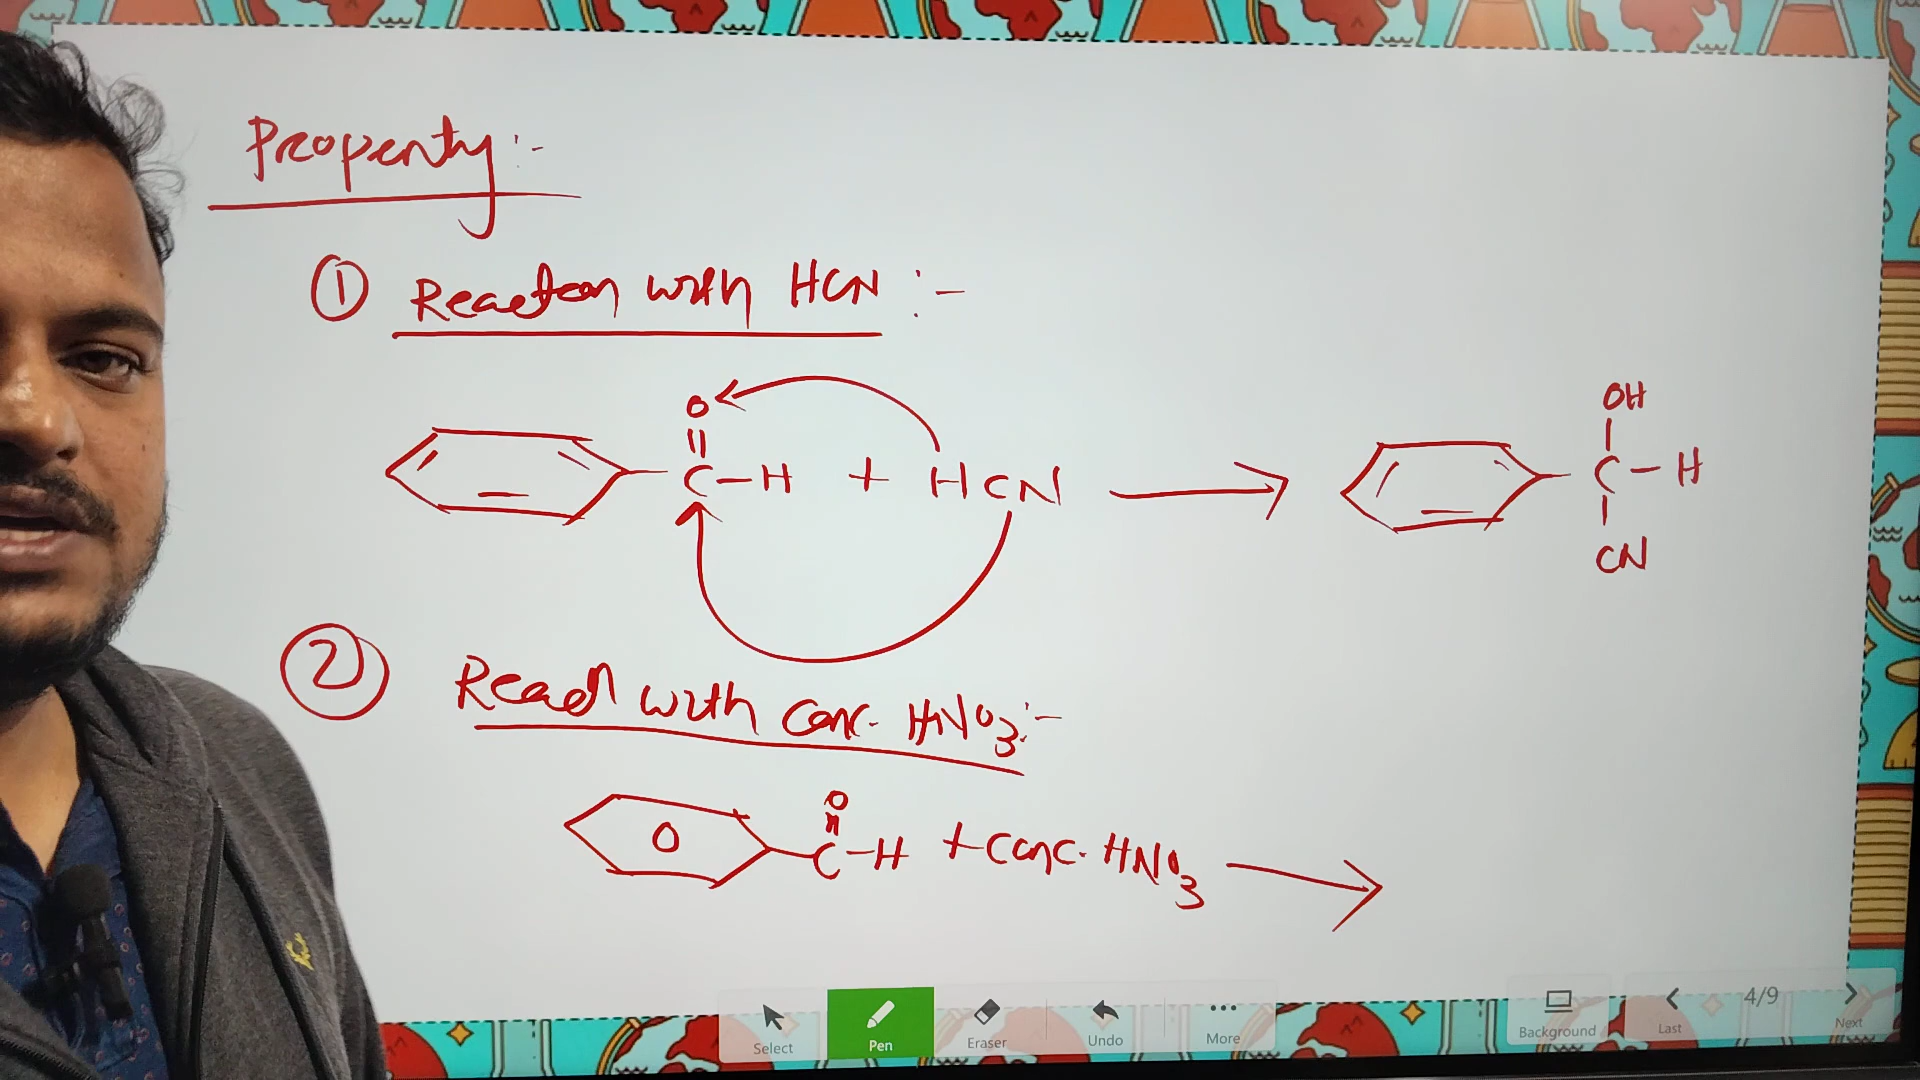 Property:-
① Reaction with HCN :-
O
||
C-H + HCN →
OH
C-H
CN
② Reacn with conc. HNO3:-
O
||
C-H + conc. HNO3 →
Select
Pen
Eraser
Undo
More
Background
Last
4/9
Next